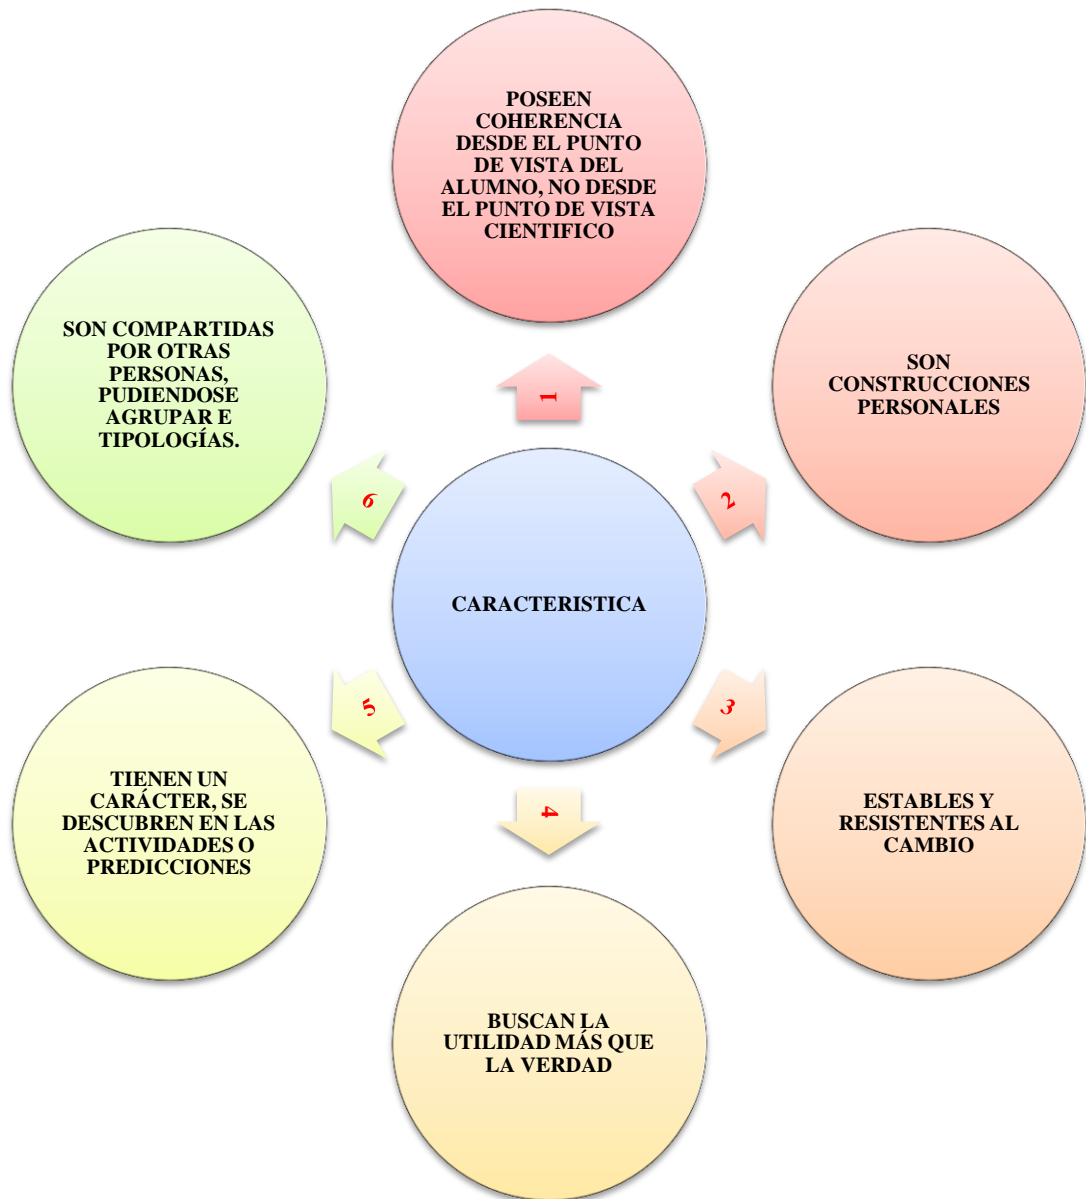 POSEEN
COHERENCIA
DESDE EL PUNTO
DE VISTA DEL
ALUMNO, NO DESDE
EL PUNTO DE VISTA
CIENTIFICO
SON COMPARTIDAS
POR OTRAS
PERSONAS,
PUDIENDOSE
AGRUPAR E
TIPOLOGÍAS.
SON
CONSTRUCCIONES
PERSONALES
1
6
2
CARACTERISTICA
5
3
4
TIENEN UN
CARÁCTER, SE
DESCUBREN EN LAS
ACTIVIDADES O
PREDICCIONES
ESTABLES Y
RESISTENTES AL
CAMBIO
BUSCAN LA
UTILIDAD MÁS QUE
LA VERDAD